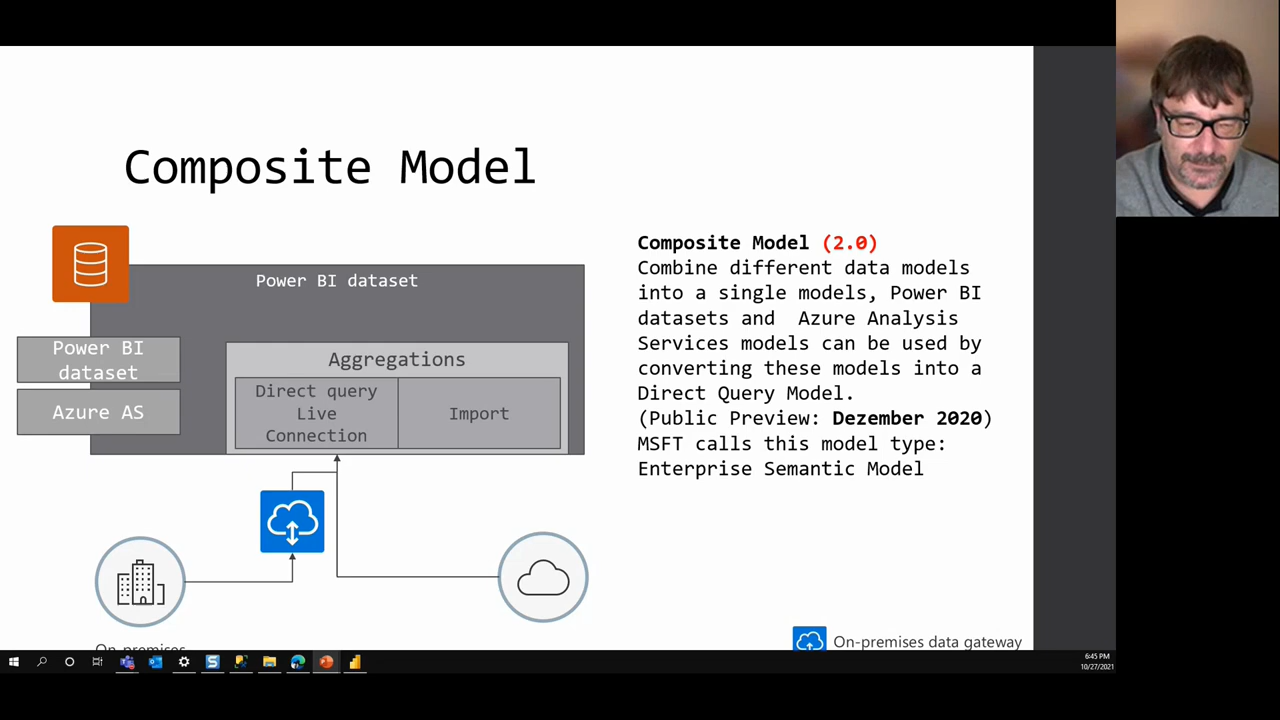 Composite Model
Power BI dataset
Power BI
dataset
Azure AS
Aggregations
Direct query
Live
Connection
Import
Composite Model (2.0)
Combine different data models
into a single models, Power BI
datasets and Azure Analysis
Services models can be used by
converting these models into a
Direct Query Model.
(Public Preview: Dezember 2020)
MSFT calls this model type:
Enterprise Semantic Model
On-premises
On-premises data gateway
6:45 PM
10/27/2021